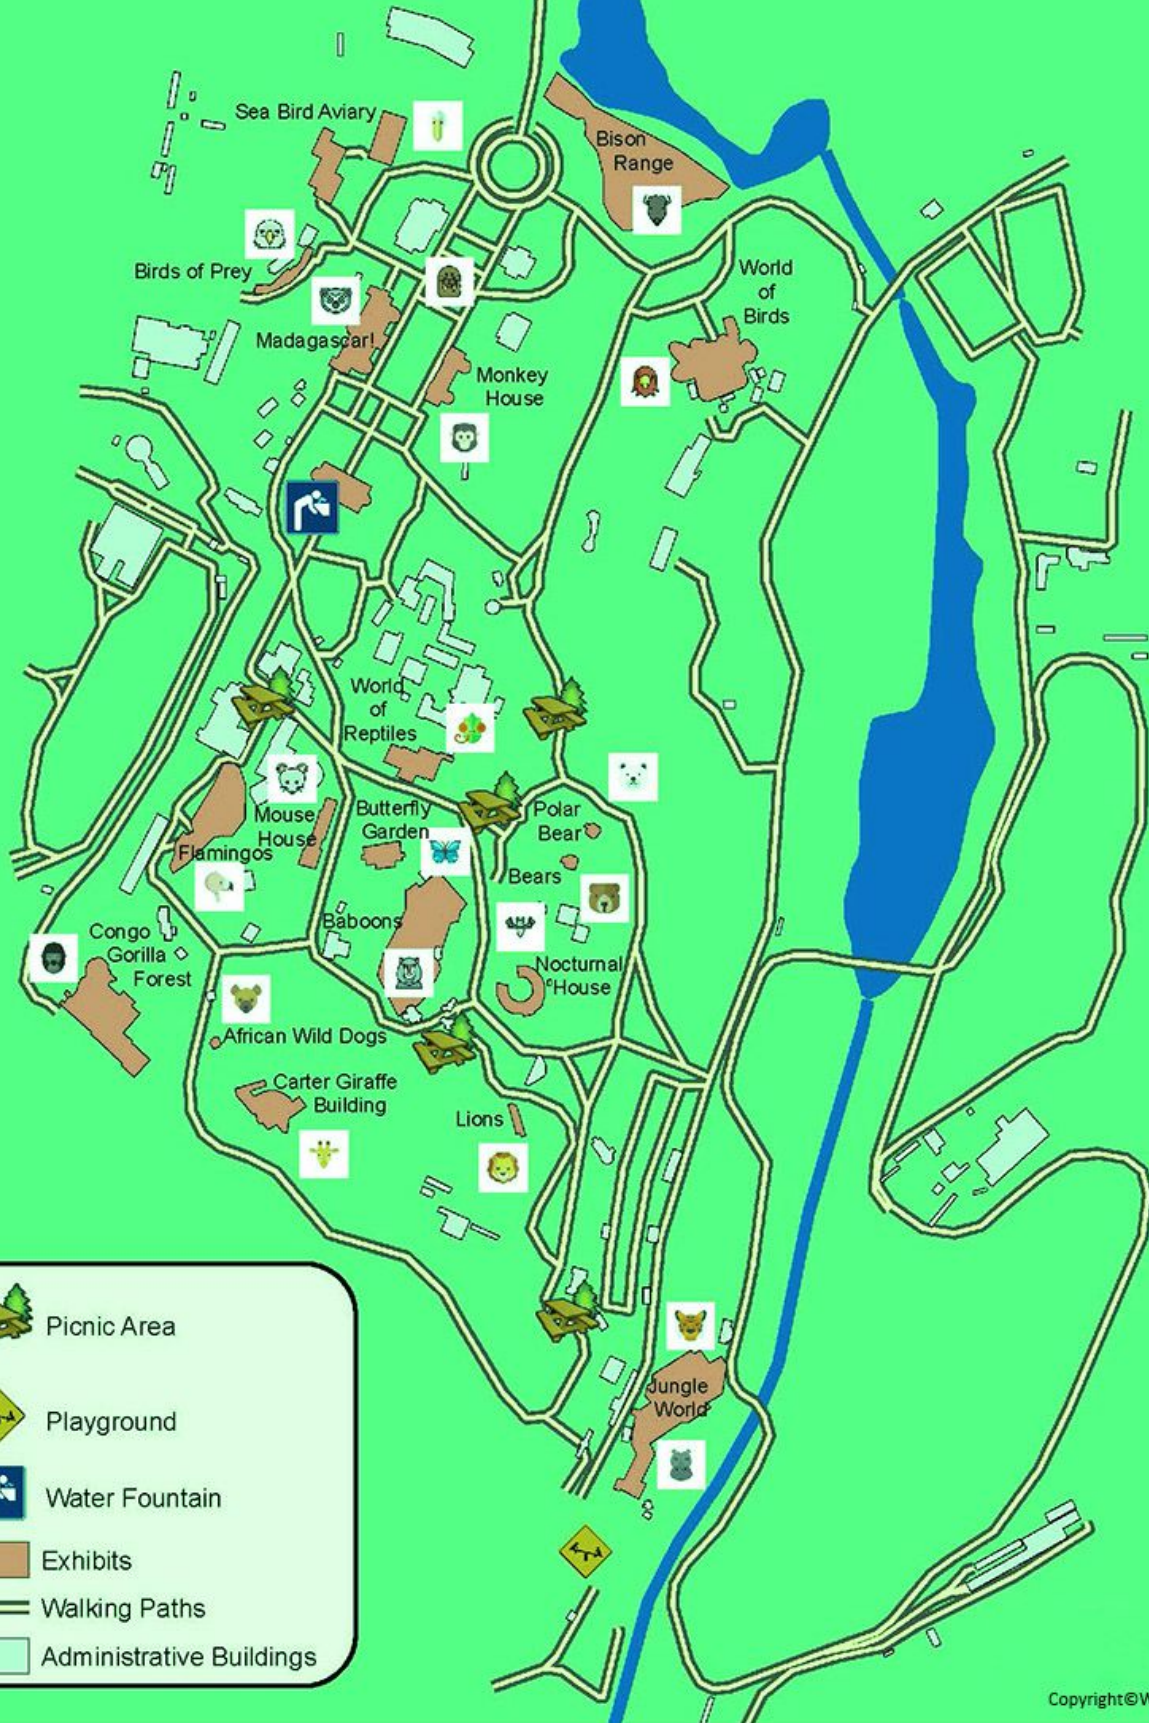 Sea Bird Aviary
Bison
Range
Birds of Prey
World
of
Birds
Madagascar!
Monkey
House
World
of
Reptiles
Mouse
House
Butterfly
Garden
Polar
Bear
Flamingos
Bears
Baboons
Congo
Gorilla
Forest
Nocturnal
House
African Wild Dogs
Carter Giraffe
Building
Lions
Jungle
World
Picnic Area
Playground
Water Fountain
Exhibits
Walking Paths
Administrative Buildings
Copyright©W